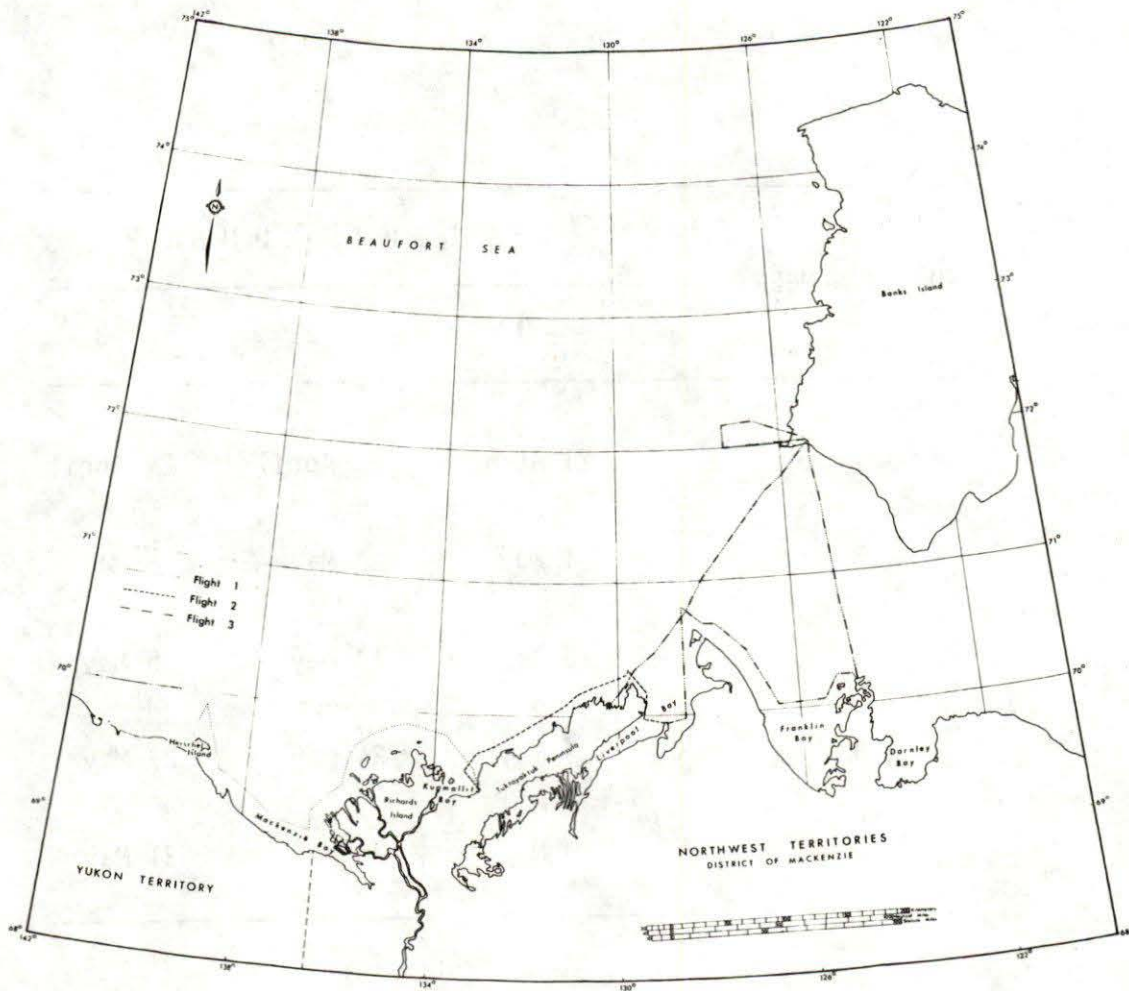 73° 142° 138° 134° 130° 126° 122° 75°
74° 74°
BEAUFORT SEA
73° 73°
Banks Island
72° 72°
71° 71°
Flight 1
Flight 2
Flight 3
70° 70°
Herschel Island
Mackenzie Bay
Richards Island
Kugmallit Bay
Tuktoyaktuk Peninsula
Liverpool Bay
Franklin Bay
Darnley Bay
69° 69°
YUKON TERRITORY
NORTHWEST TERRITORIES
DISTRICT OF MACKENZIE
68° 68°
142° 138° 134° 130° 126° 122°